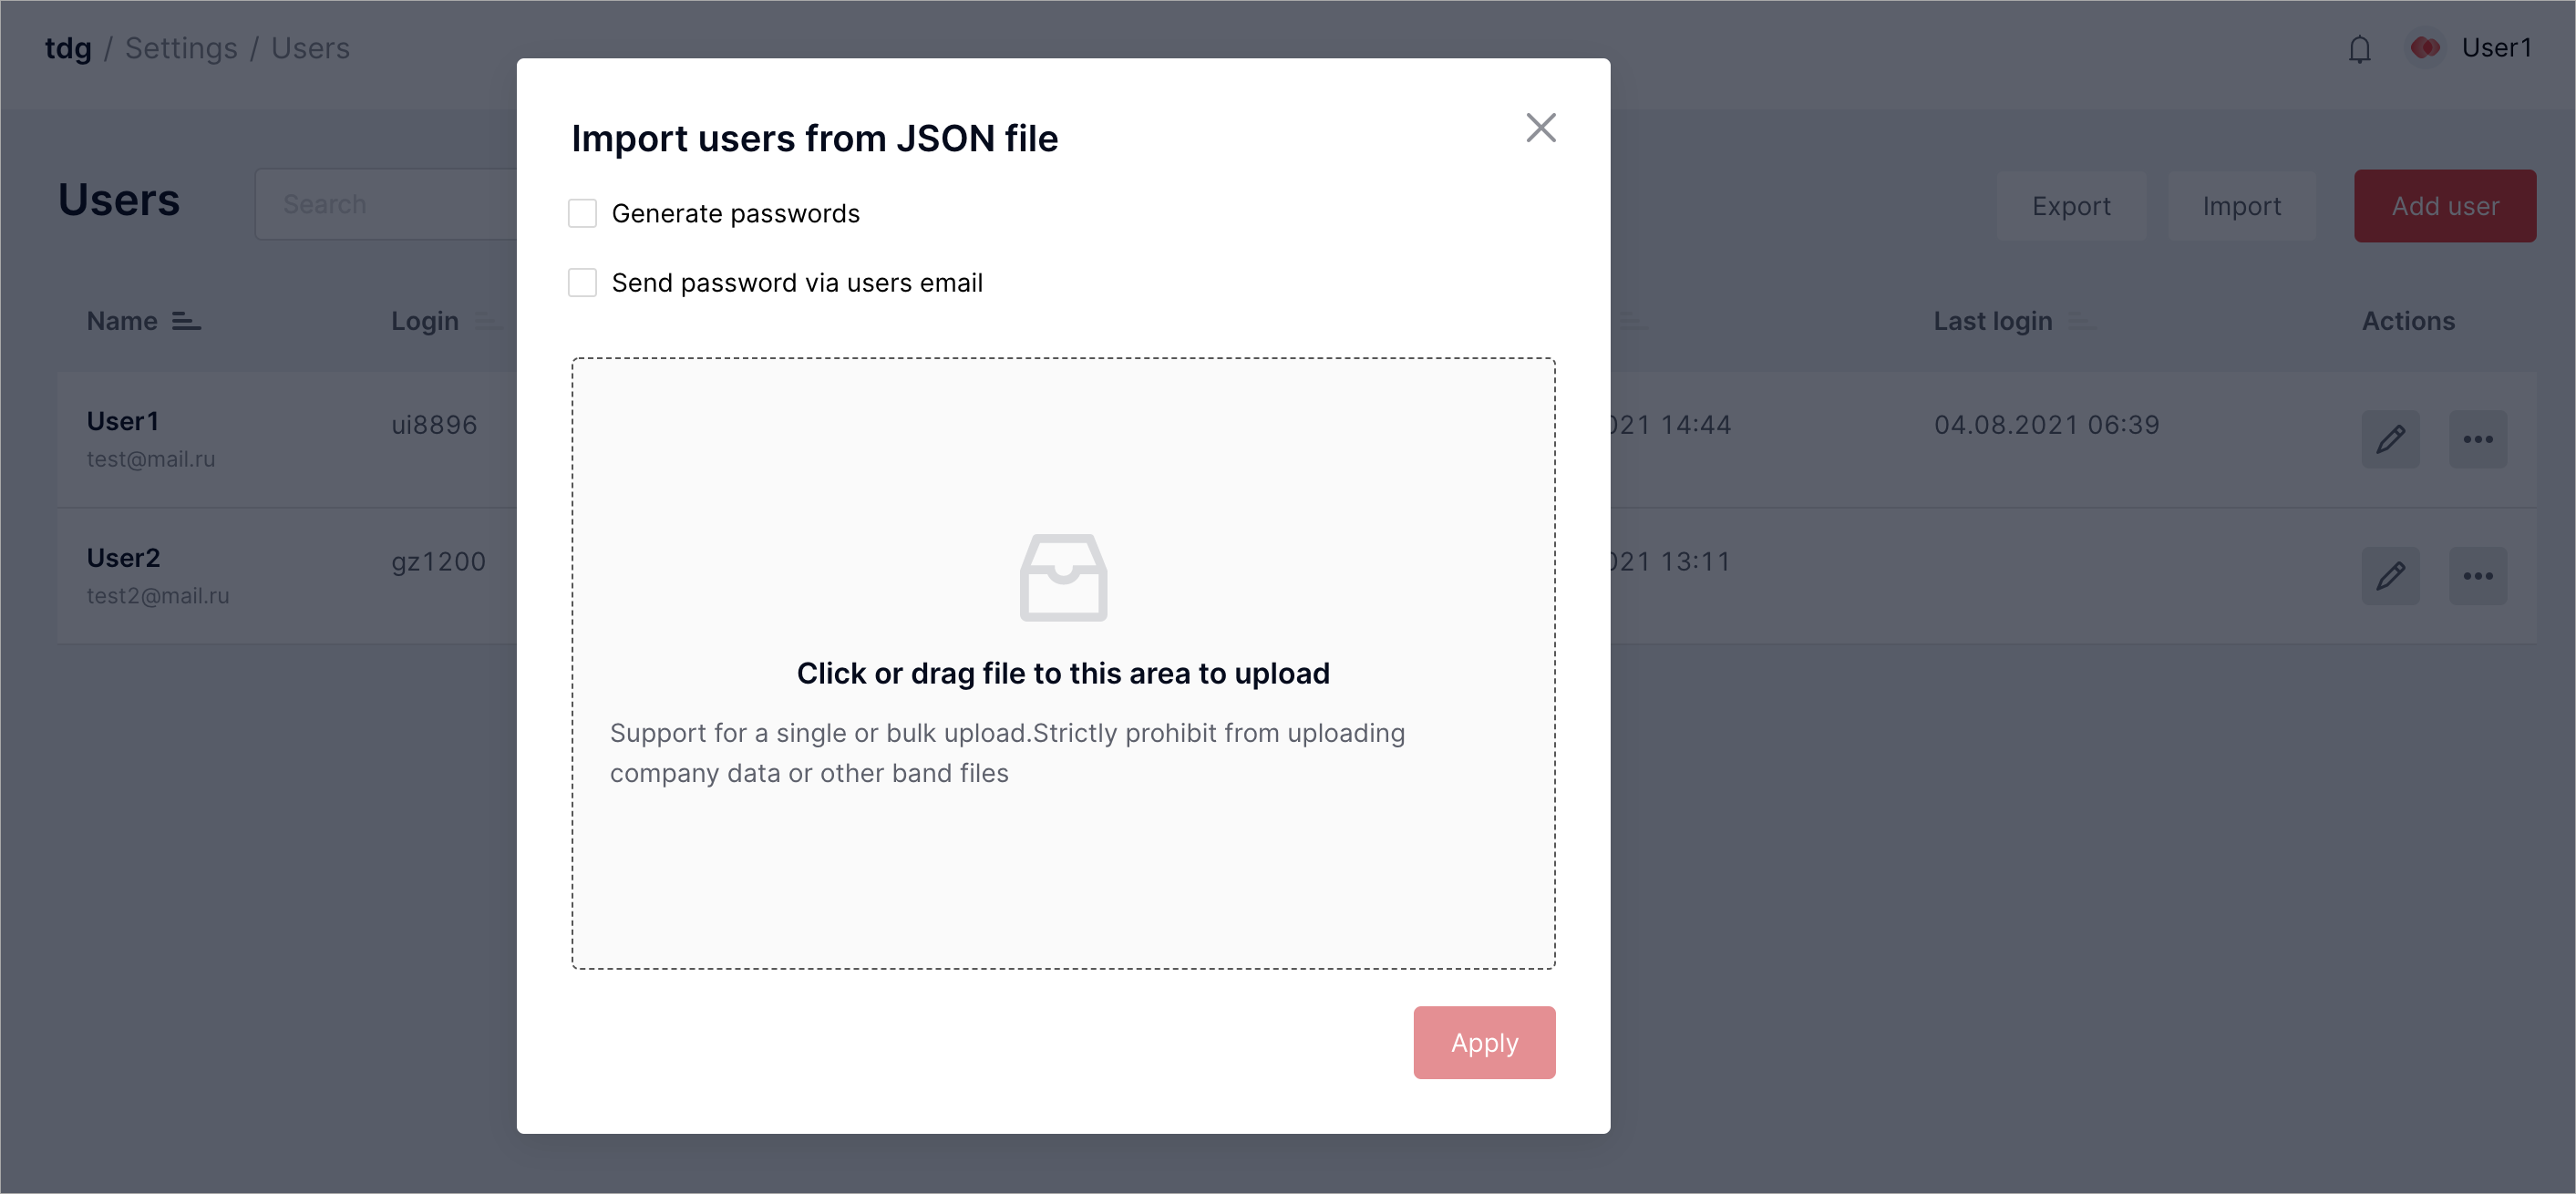 tdg / Settings / Users
User1
Import users from JSON file
Users
Search
Export
Import
Add user
Generate passwords
Send password via users email
Name
Login
Last login
Actions
User1
ui8896
021 14:44
04.08.2021 06:39
test@mail.ru
User2
gz1200
021 13:11
test2@mail.ru
Click or drag file to this area to upload
Support for a single or bulk upload.Strictly prohibit from uploading
company data or other band files
Apply